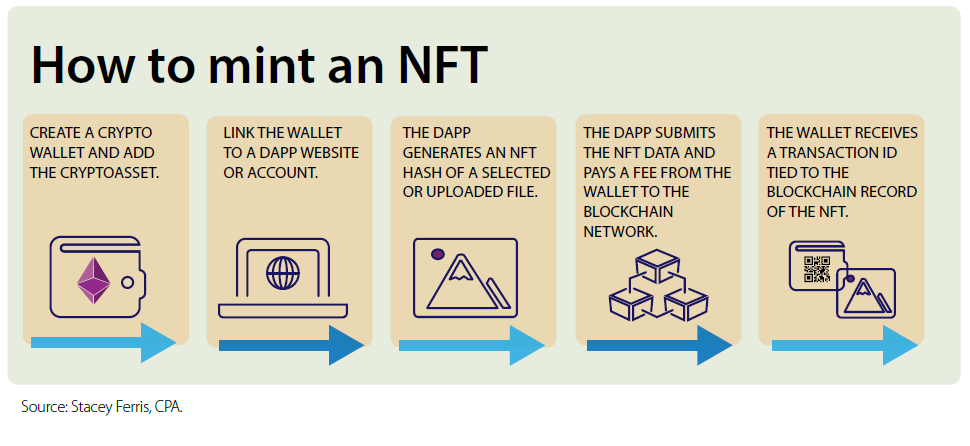 How to mint an NFT
CREATE A CRYPTO
WALLET AND ADD
THE CRYPTOASSET.
LINK THE WALLET
TO A DAPP WEBSITE
OR ACCOUNT.
THE DAPP
GENERATES AN NFT
HASH OF A SELECTED
OR UPLOADED FILE.
THE DAPP SUBMITS
THE NFT DATA AND
PAYS A FEE FROM THE
WALLET TO THE
BLOCKCHAIN
NETWORK.
THE WALLET RECEIVES
A TRANSACTION ID
TIED TO THE
BLOCKCHAIN RECORD
OF THE NFT.
Source: Stacey Ferris, CPA.